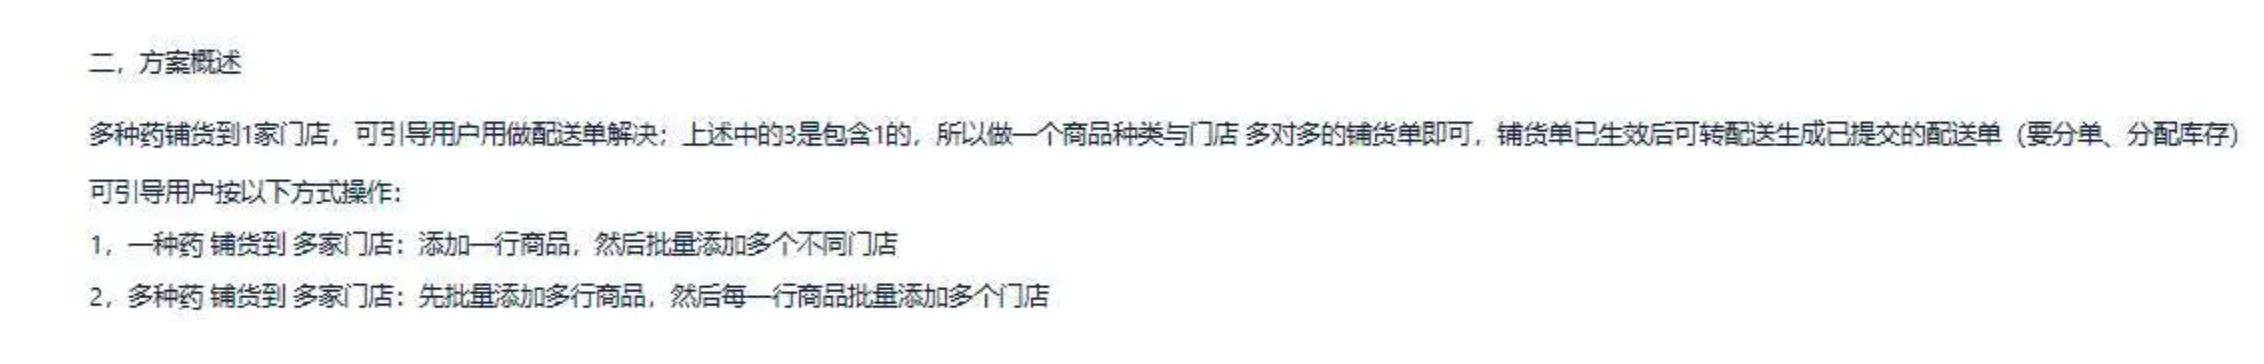 二，方案概述
多种药铺货到1家门店，可引导用户用做配送单解决；上述中的3是包含1的，所以做一个商品种类与门店 多对多的铺货单即可，铺货单已生效后可转配送生成已提交的配送单（要分单、分配库存）
可引导用户按以下方式操作：
1，一种药 铺货到 多家门店：添加一行商品，然后批量添加多个不同门店
2，多种药 铺货到 多家门店：先批量添加多行商品，然后每一行商品批量添加多个门店